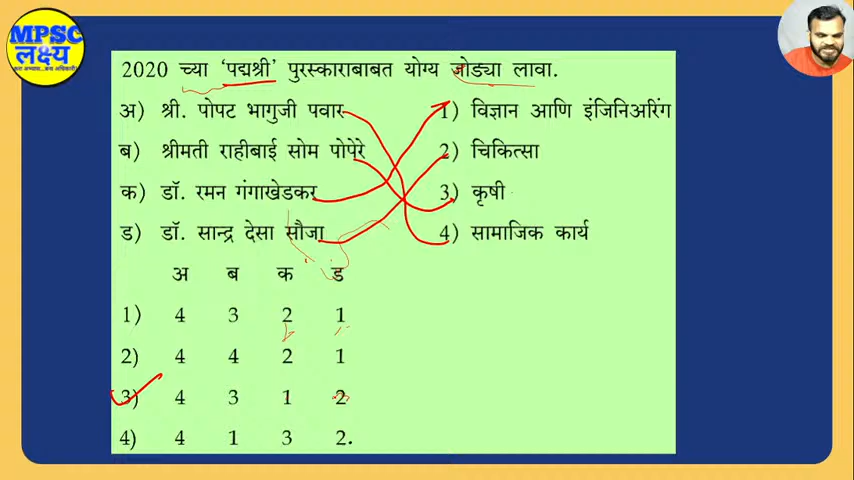 MPSC
लक्ष्य
2020 च्या ‘पद्मश्री’ पुरस्काराबाबत योग्य जोड्या लावा.
अ) श्री. पोपट भागुजी पवार 1) विज्ञान आणि इंजिनिअरिंग
ब) श्रीमती राहीबाई सोम पोपेरे 2) चिकित्सा
क) डॉ. रमन गंगाखेडकर 3) कृषी
ड) डॉ. सान्द्र देसा सौजा 4) सामाजिक कार्य
अ ब क ड
1) 4 3 2 1
2) 4 4 2 1
3) 4 3 1 2
4) 4 1 3 2.